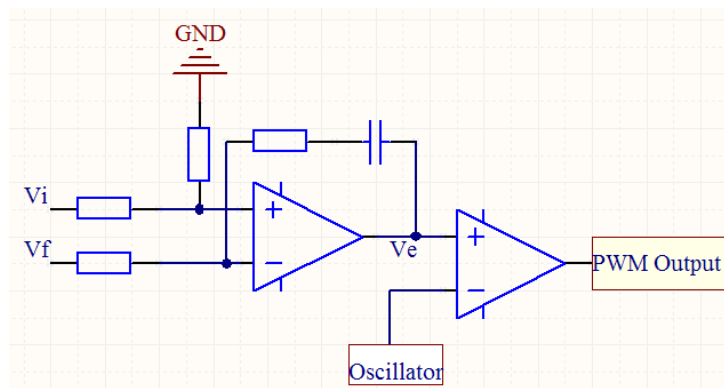 GND
Vi
Vf
Ve
PWM Output
Oscillator